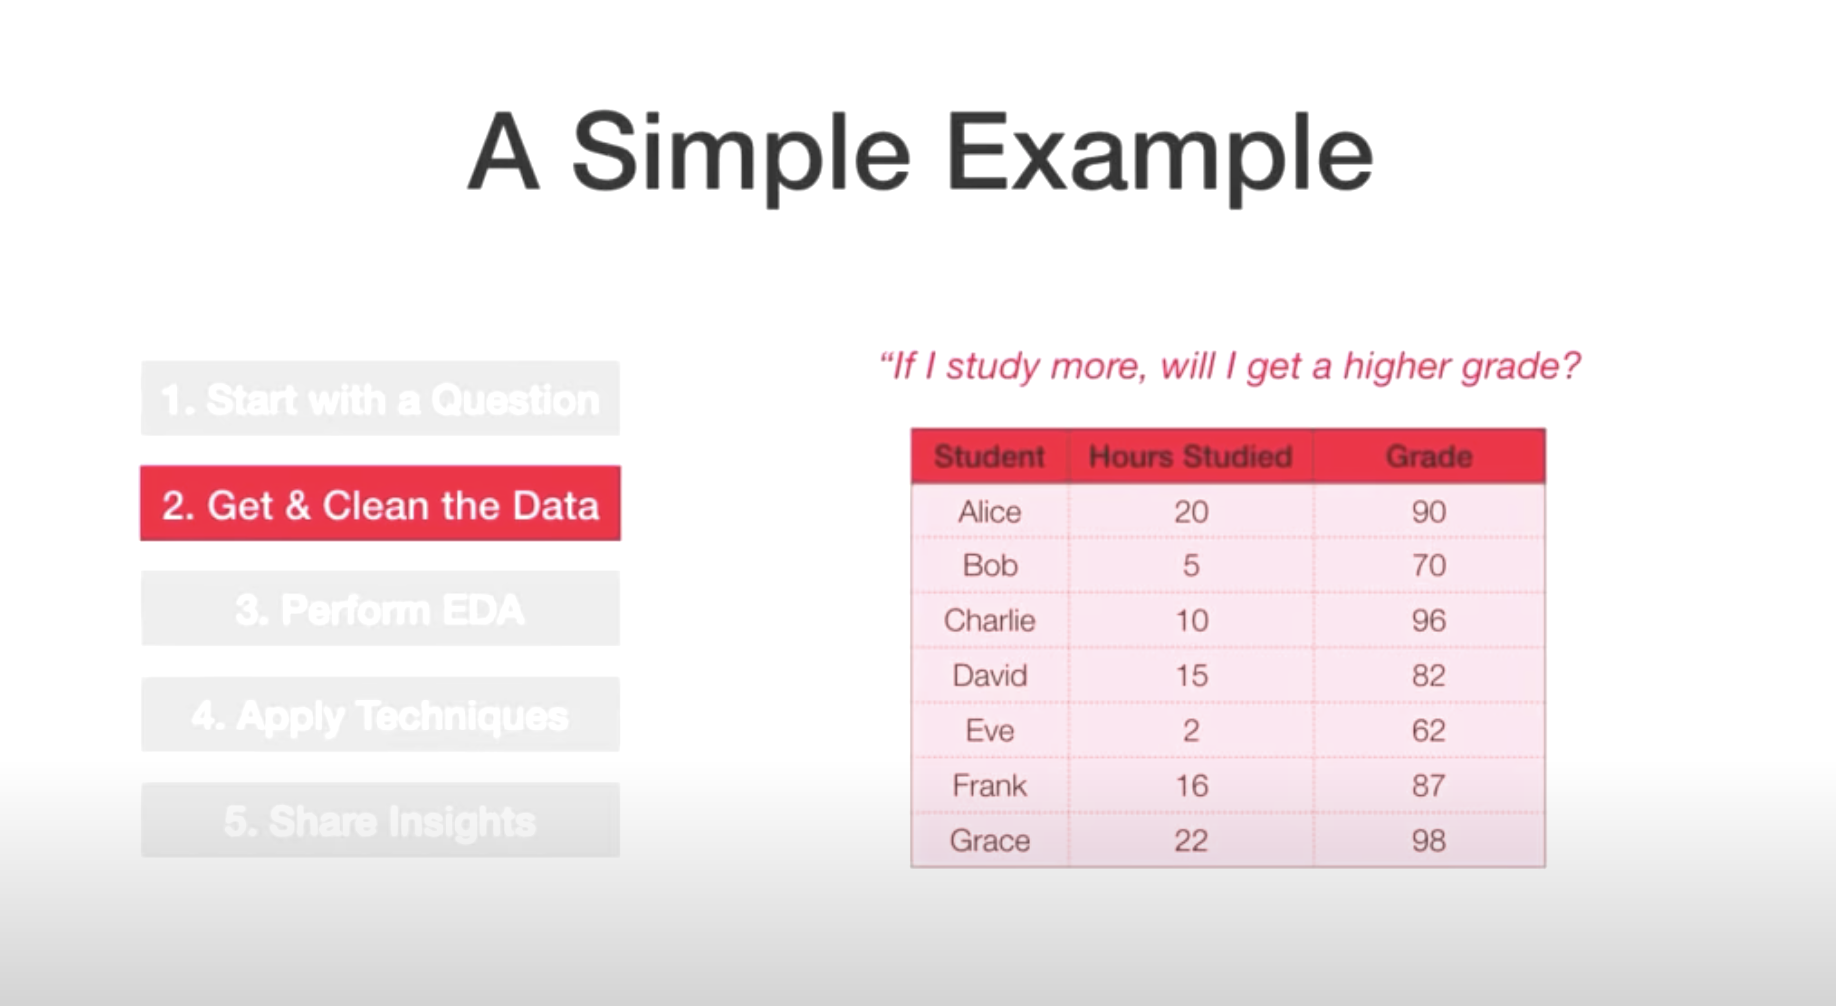 A Simple Example
1. Start with a Question
2. Get & Clean the Data
3. Perform EDA
4. Apply Techniques
5. Share Insights
“If I study more, will I get a higher grade?
Student Hours Studied Grade
Alice 20 90
Bob 5 70
Charlie 10 96
David 15 82
Eve 2 62
Frank 16 87
Grace 22 98